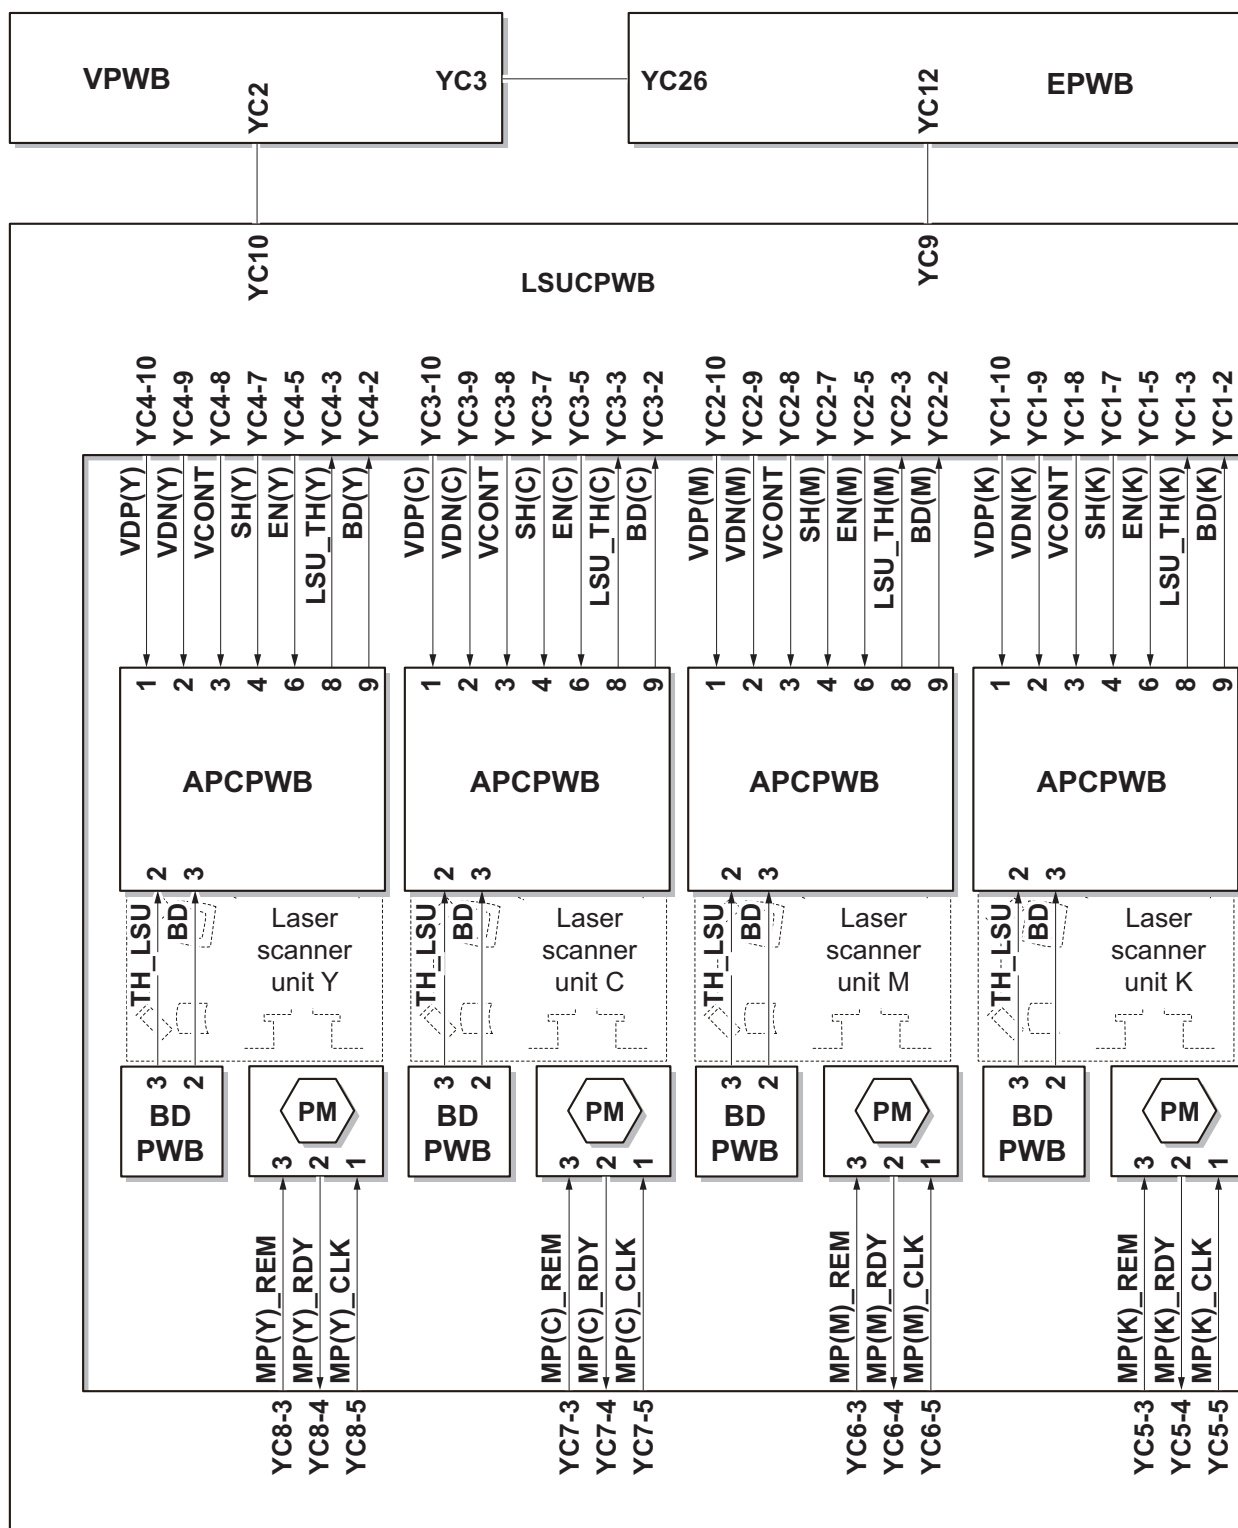 VPWB
YC2
YC3
YC26
YC12
EPWB
YC10
LSUCPWB
YC9
YC4-10
YC4-9
YC4-8
YC4-7
YC4-5
YC4-3
YC4-2
YC3-10
YC3-9
YC3-8
YC3-7
YC3-5
YC3-3
YC3-2
YC2-10
YC2-9
YC2-8
YC2-7
YC2-5
YC2-3
YC2-2
YC1-10
YC1-9
YC1-8
YC1-7
YC1-5
YC1-3
YC1-2
VDP(Y)
VDN(Y)
VCONT
SH(Y)
EN(Y)
LSU_TH(Y)
BD(Y)
VDP(C)
VDN(C)
VCONT
SH(C)
EN(C)
LSU_TH(C)
BD(C)
VDP(M)
VDN(M)
VCONT
SH(M)
EN(M)
LSU_TH(M)
BD(M)
VDP(K)
VDN(K)
VCONT
SH(K)
EN(K)
LSU_TH(K)
BD(K)
1
2
3
4
6
8
9
1
2
3
4
6
8
9
1
2
3
4
6
8
9
1
2
3
4
6
8
9
APCPWB
APCPWB
APCPWB
APCPWB
2
3
2
3
2
3
2
3
TH_LSU
BD
Laser
scanner
unit Y
TH_LSU
BD
Laser
scanner
unit C
TH_LSU
BD
Laser
scanner
unit M
TH_LSU
BD
Laser
scanner
unit K
3
2
BD
PWB
PM
3
2
1
3
2
BD
PWB
PM
3
2
1
3
2
BD
PWB
PM
3
2
1
3
2
BD
PWB
PM
3
2
1
MP(Y)_REM
MP(Y)_RDY
MP(Y)_CLK
MP(C)_REM
MP(C)_RDY
MP(C)_CLK
MP(M)_REM
MP(M)_RDY
MP(M)_CLK
MP(K)_REM
MP(K)_RDY
MP(K)_CLK
YC8-3
YC8-4
YC8-5
YC7-3
YC7-4
YC7-5
YC6-3
YC6-4
YC6-5
YC5-3
YC5-4
YC5-5